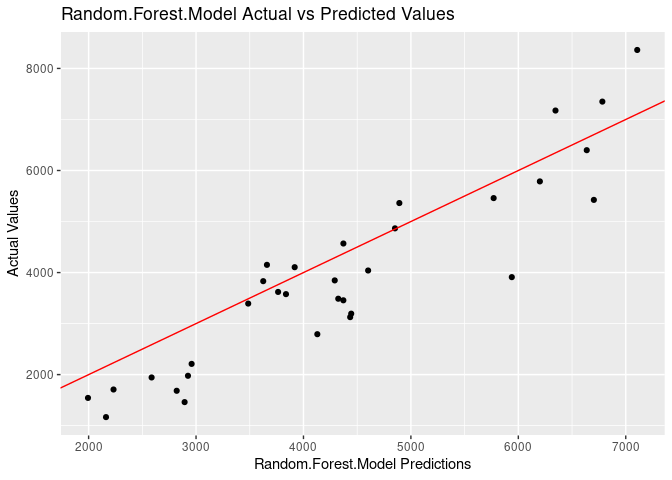 Random.Forest.Model Actual vs Predicted Values
8000
6000
4000
2000
Actual Values
2000 3000 4000 5000 6000 7000
Random.Forest.Model Predictions